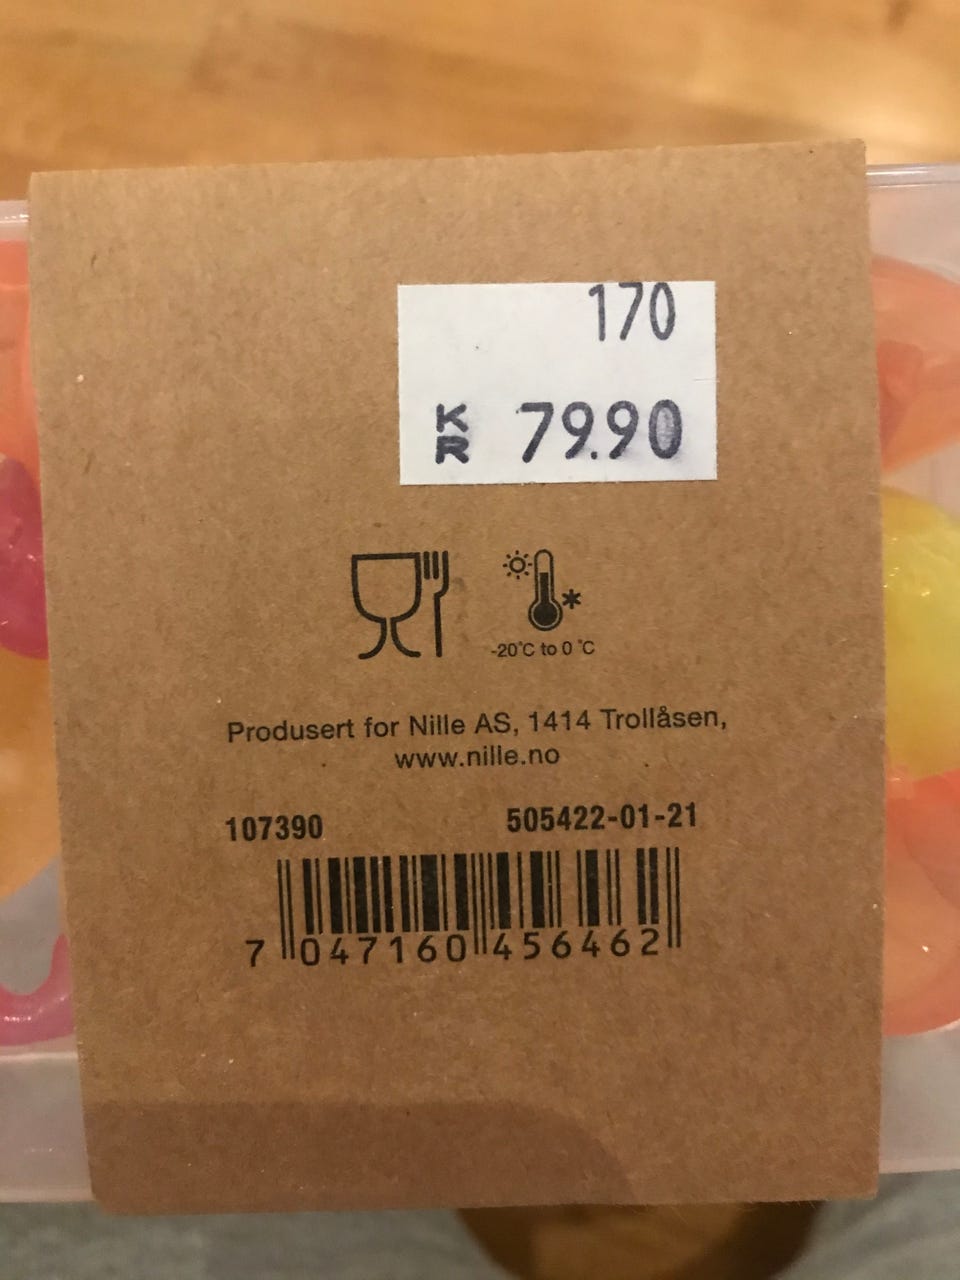 170
KR 79.90
-20°C to 0 °C
Produsert for Nille AS, 1414 Trollåsen,
www.nille.no
107390 505422-01-21
7 047160 456462